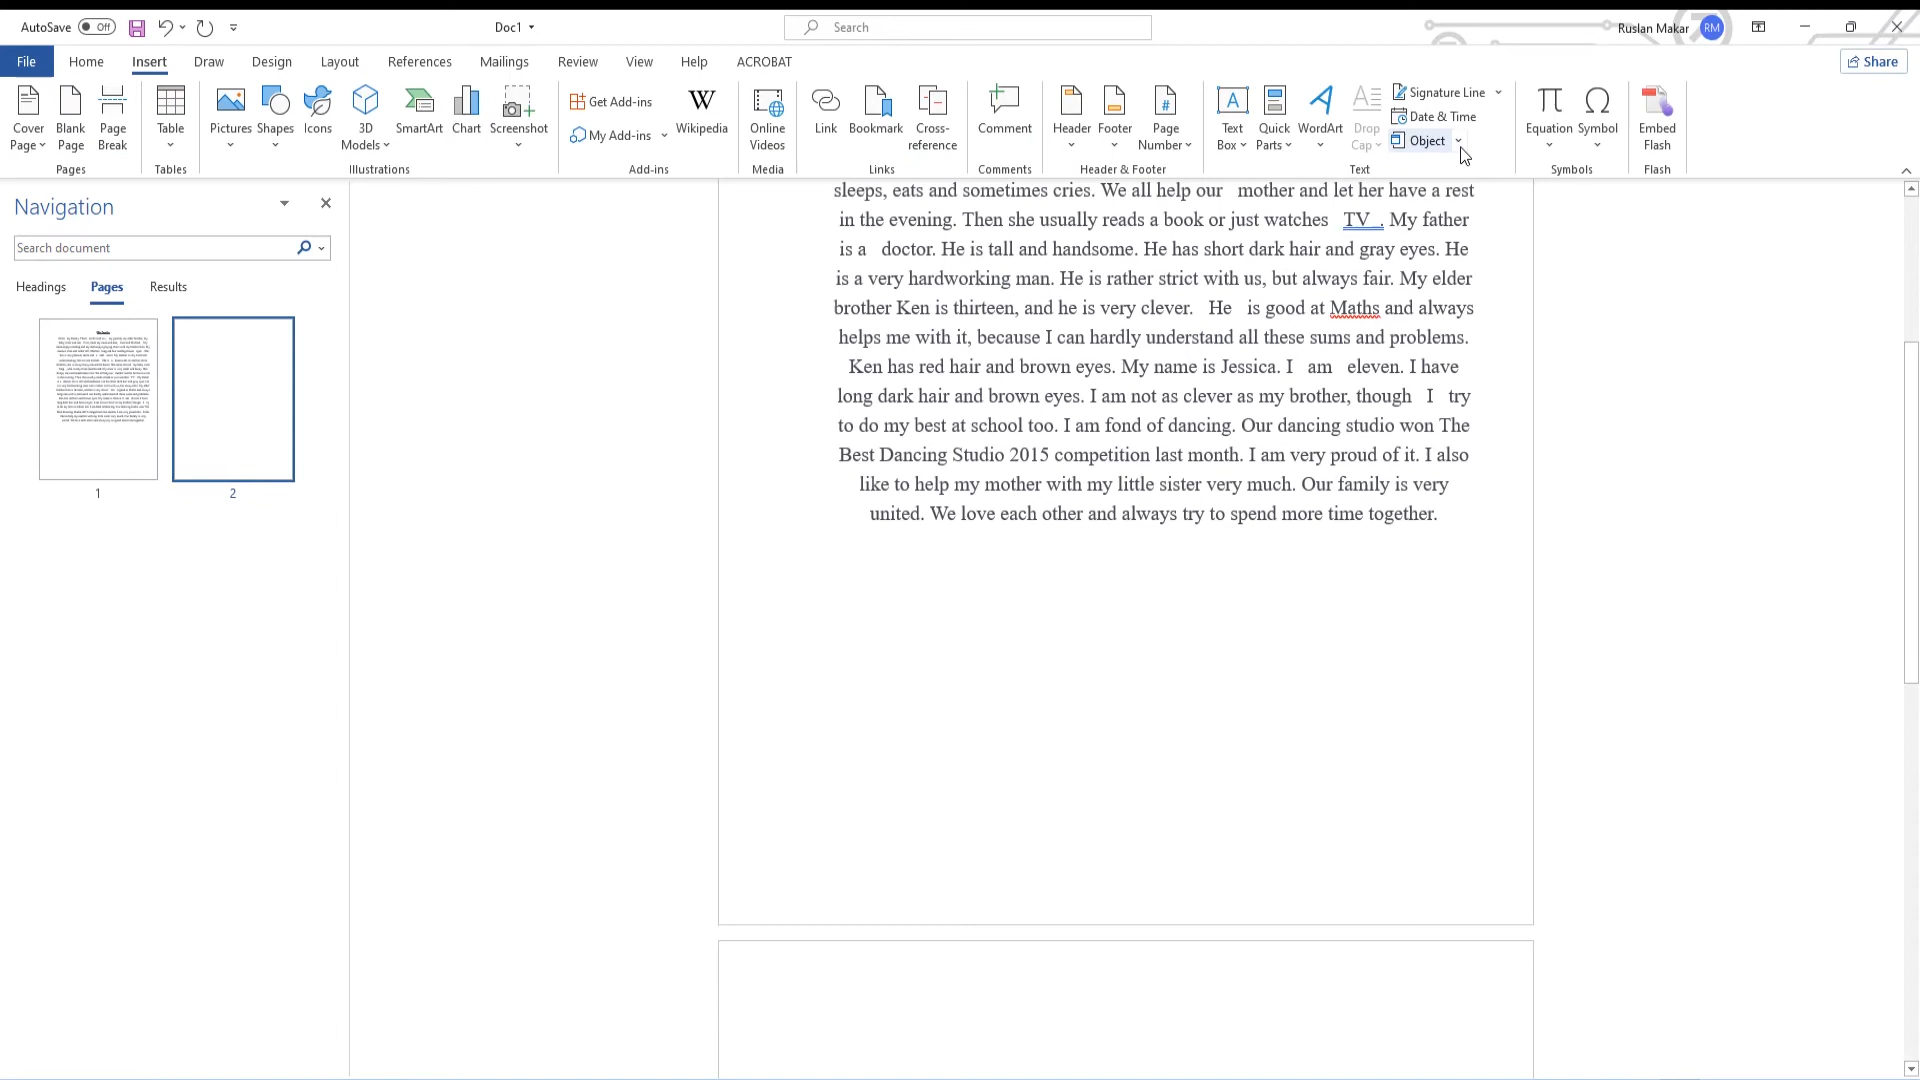 AutoSave Off
Doc1
Search
Ruslan Makar RM
File Home Insert Draw Design Layout References Mailings Review View Help ACROBAT
Share
Cover Page
Blank Page
Page Break
Pages
Table
Tables
Pictures
Shapes
Icons
3D Models
SmartArt
Chart
Screenshot
Illustrations
Get Add-ins
My Add-ins
W
Wikipedia
Add-ins
Online Videos
Media
Link
Bookmark
Cross-reference
Links
Comment
Comments
Header
Footer
Page Number
Header & Footer
Text Box
Quick Parts
WordArt
Drop Cap
Signature Line
Date & Time
Object
Text
Equation
Symbol
Symbols
Embed Flash
Flash
Navigation
Search document
Headings Pages Results
1
2
sleeps, eats and sometimes cries. We all help our mother and let her have a rest
in the evening. Then she usually reads a book or just watches TV . My father
is a doctor. He is tall and handsome. He has short dark hair and gray eyes. He
is a very hardworking man. He is rather strict with us, but always fair. My elder
brother Ken is thirteen, and he is very clever. He is good at Maths and always
helps me with it, because I can hardly understand all these sums and problems.
Ken has red hair and brown eyes. My name is Jessica. I am eleven. I have
long dark hair and brown eyes. I am not as clever as my brother, though I try
to do my best at school too. I am fond of dancing. Our dancing studio won The
Best Dancing Studio 2015 competition last month. I am very proud of it. I also
like to help my mother with my little sister very much. Our family is very
united. We love each other and always try to spend more time together.